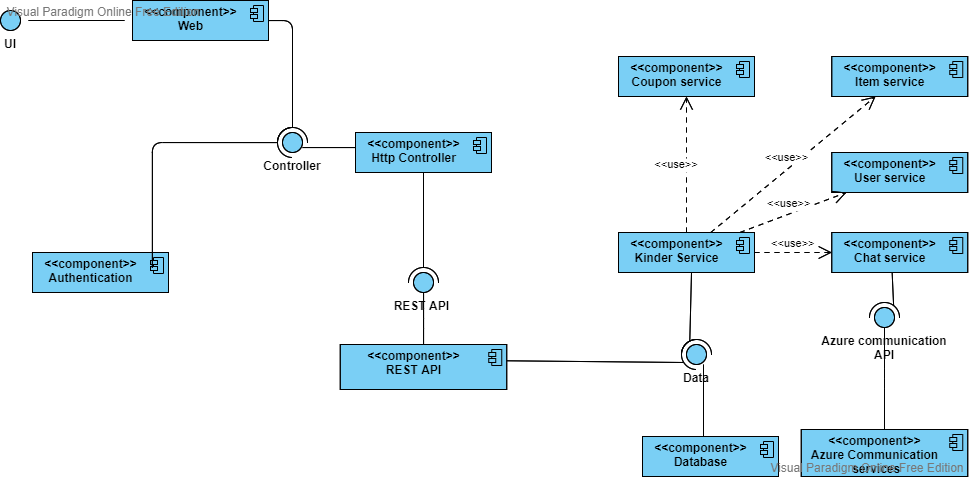 Visual Paradigm Online Free Edition
<<component>>
Web
UI
<<component>>
Coupon service
<<component>>
Item service
Controller
<<component>>
Http Controller
<<use>>
<<use>>
<<component>>
User service
<<use>>
<<component>>
Authentication
<<component>>
Kinder Service
<<use>>
<<component>>
Chat service
REST API
Azure communication
API
<<component>>
REST API
Data
<<component>>
Database
<<component>>
Azure Communication
services
Visual Paradigm Online Free Edition